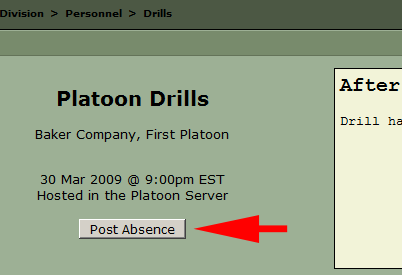 Division > Personnel > Drills
Platoon Drills
Baker Company, First Platoon
30 Mar 2009 @ 9:00pm EST
Hosted in the Platoon Server
Post Absence
After
Drill ha